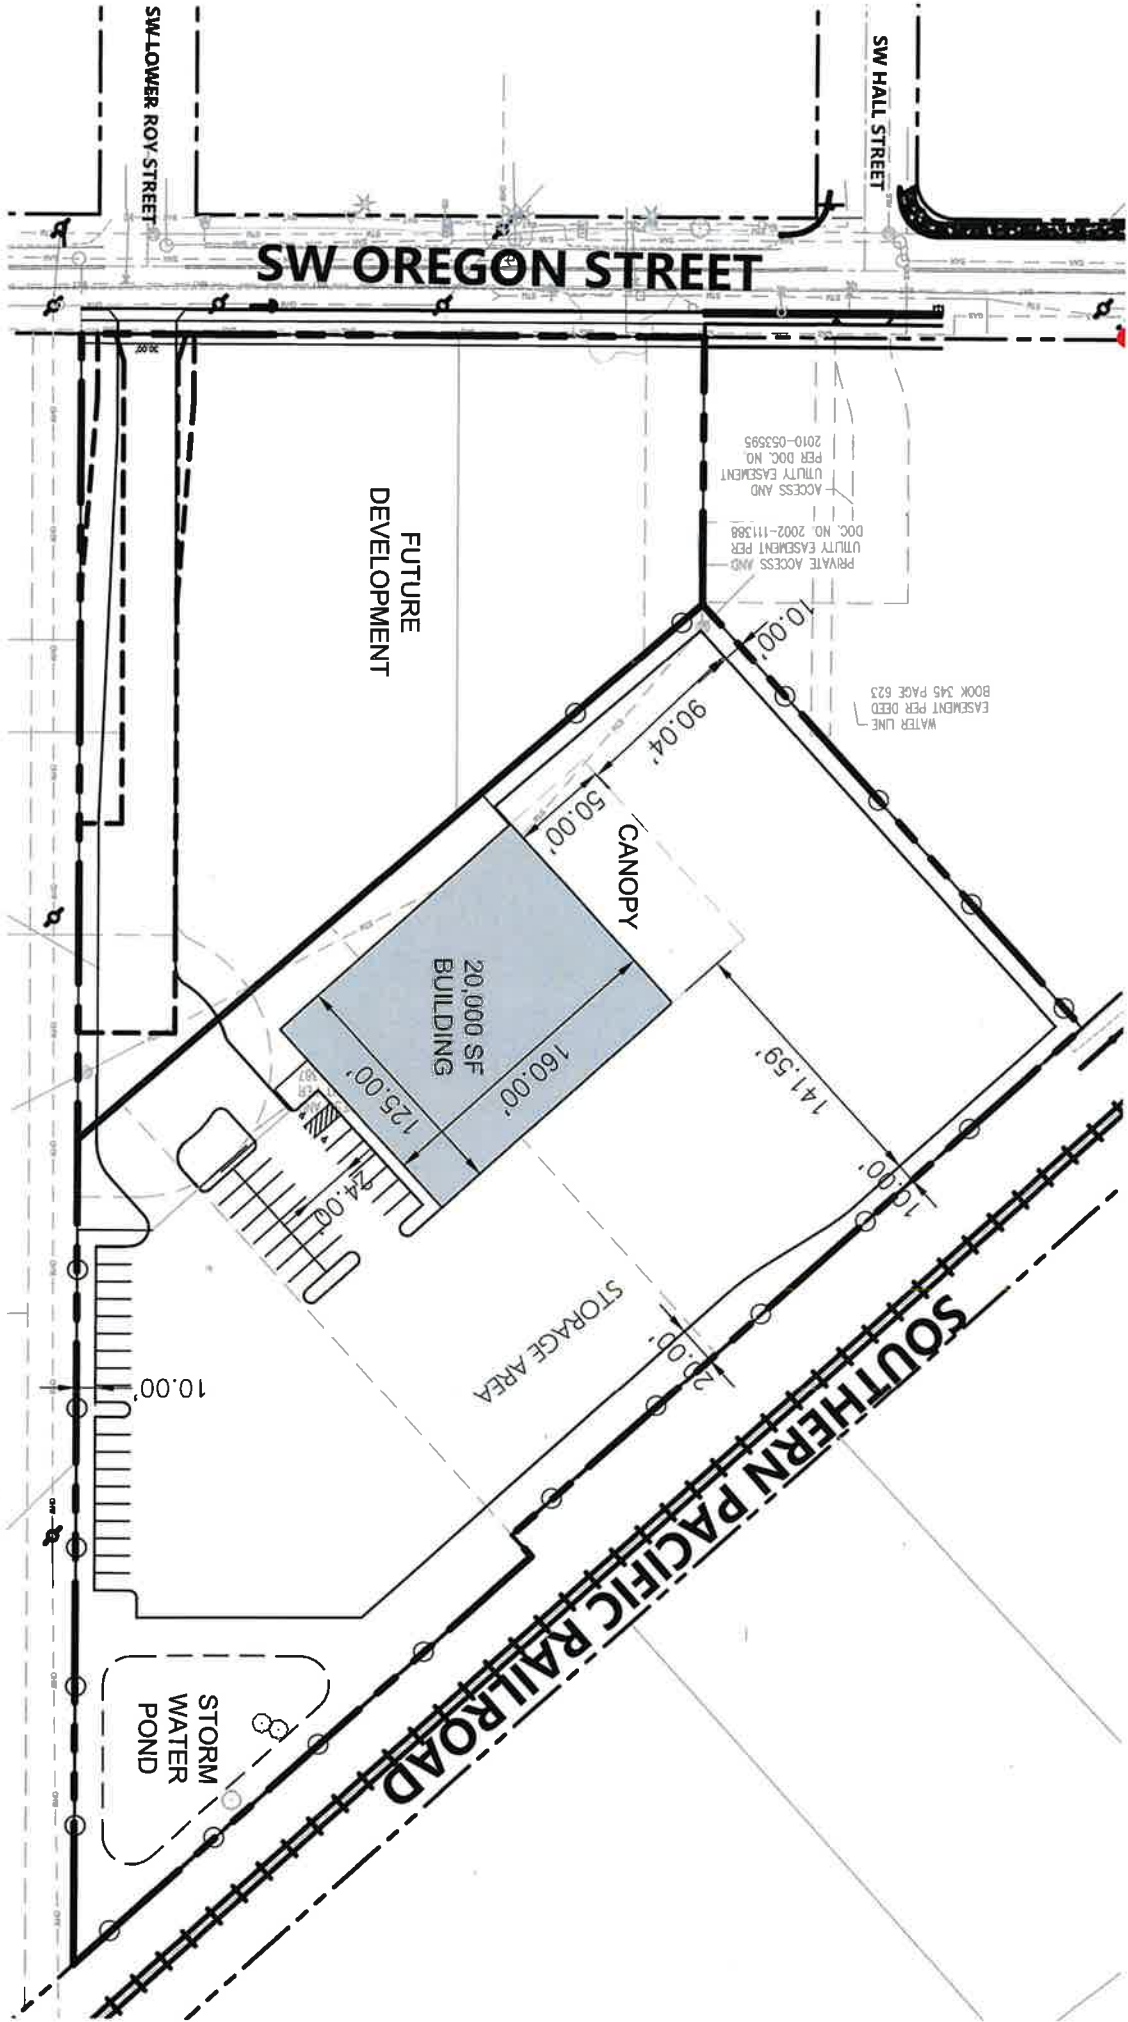 SW LOWER ROY STREET
SW HALL STREET
SW OREGON STREET
GAS
20.00'
ACCESS AND
UTILITY EASEMENT
PER DOC. NO.
2010-053595
PRIVATE ACCESS AND
UTILITY EASEMENT PER
DOC. NO. 2002-111388
WATER LINE
EASEMENT PER DEED
BOOK 345 PAGE 623
FUTURE
DEVELOPMENT
10.00'
90.04'
50.00'
CANOPY
20,000 SF
BUILDING
160.00'
125.00'
141.59'
10.00'
24.00'
20.00'
STORAGE AREA
10.00'
SOUTHERN PACIFIC RAILROAD
STORM
WATER
POND